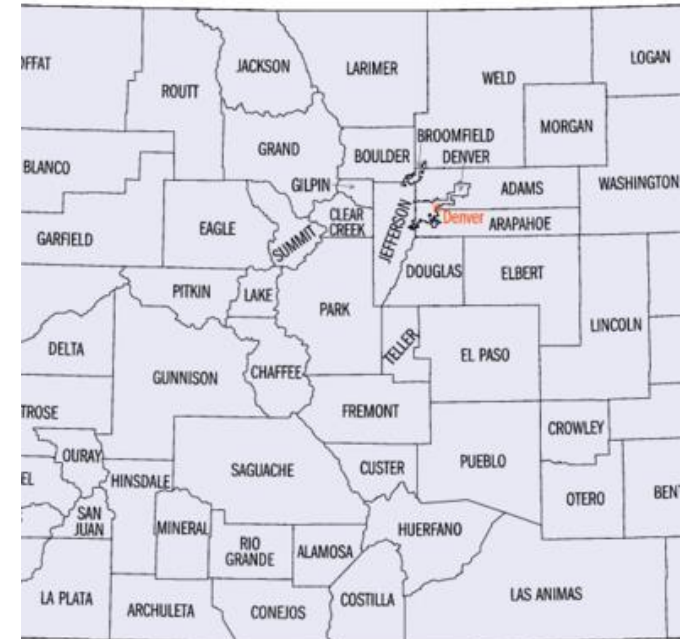 LOGAN
JACKSON
LARIMER
OFFAT
WELD
ROUTT
MORGAN
BROOMFIELD
GRAND
BOULDER
DENVER
BLANCO
GILPIN
ADAMS
WASHINGTON
CLEAR
CREEK
Denver
EAGLE
JEFFERSON
ARAPAHOE
GARFIELD
SUMMIT
DOUGLAS
ELBERT
PITKIN
LAKE
PARK
LINCOLN
DELTA
TELLER
EL PASO
GUNNISON
CHAFFEE
TROSE
FREMONT
CROWLEY
OURAY
PUEBLO
SAGUACHE
CUSTER
EL
HINSDALE
BEN
OTERO
SAN
JUAN
MINERAL
HUERFANO
RIO
GRANDE
ALAMOSA
LAS ANIMAS
LA PLATA
COSTILLA
ARCHULETA
CONEJOS